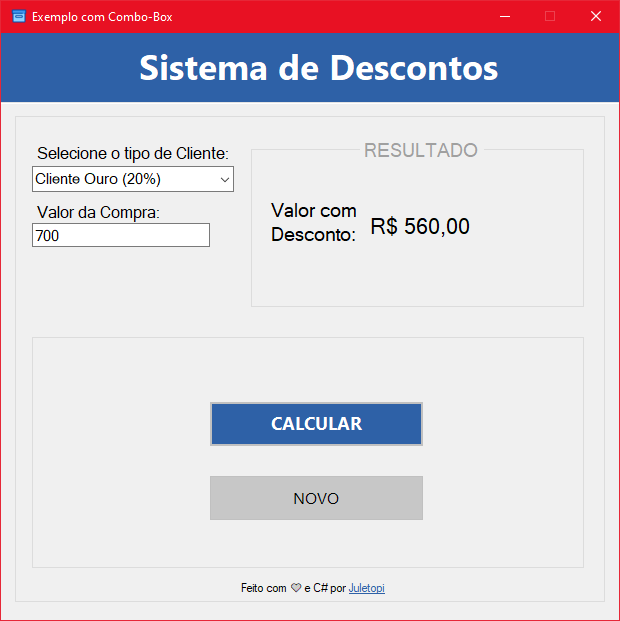 Exemplo com Combo-Box
Sistema de Descontos
Selecione o tipo de Cliente:
Cliente Ouro (20%)
Valor da Compra:
700
RESULTADO
Valor com
Desconto:
R$ 560,00
CALCULAR
NOVO
Feito com 🤍 e C# por Juletopi